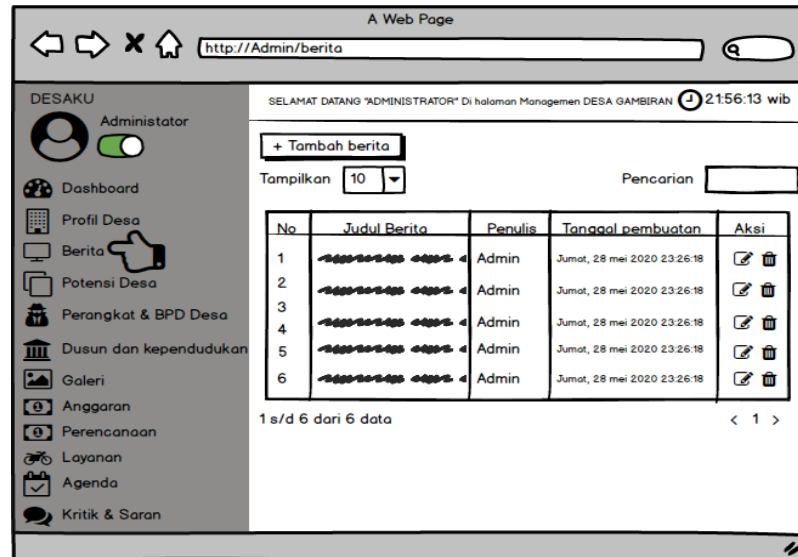 A Web Page
http://Admin/berita
DESAKU
Administator
SELAMAT DATANG "ADMINISTRATOR" Di halaman Managemen DESA GAMBIRAN
21:56:13 wib
+ Tambah berita
Tampilkan 10
Pencarian
Dashboard
Profil Desa
Berita
Potensi Desa
Perangkat & BPD Desa
Dusun dan kependudukan
Galeri
Anggaran
Perencanaan
Layanan
Agenda
Kritik & Saran
No Judul Berita Penulis Tanggal pembuatan Aksi
1 Admin Jumat, 28 mei 2020 23:26:18
2 Admin Jumat, 28 mei 2020 23:26:18
3
4 Admin Jumat, 28 mei 2020 23:26:18
5 Admin Jumat, 28 mei 2020 23:26:18
6 Admin Jumat, 28 mei 2020 23:26:18
1 s/d 6 dari 6 data
< 1 >